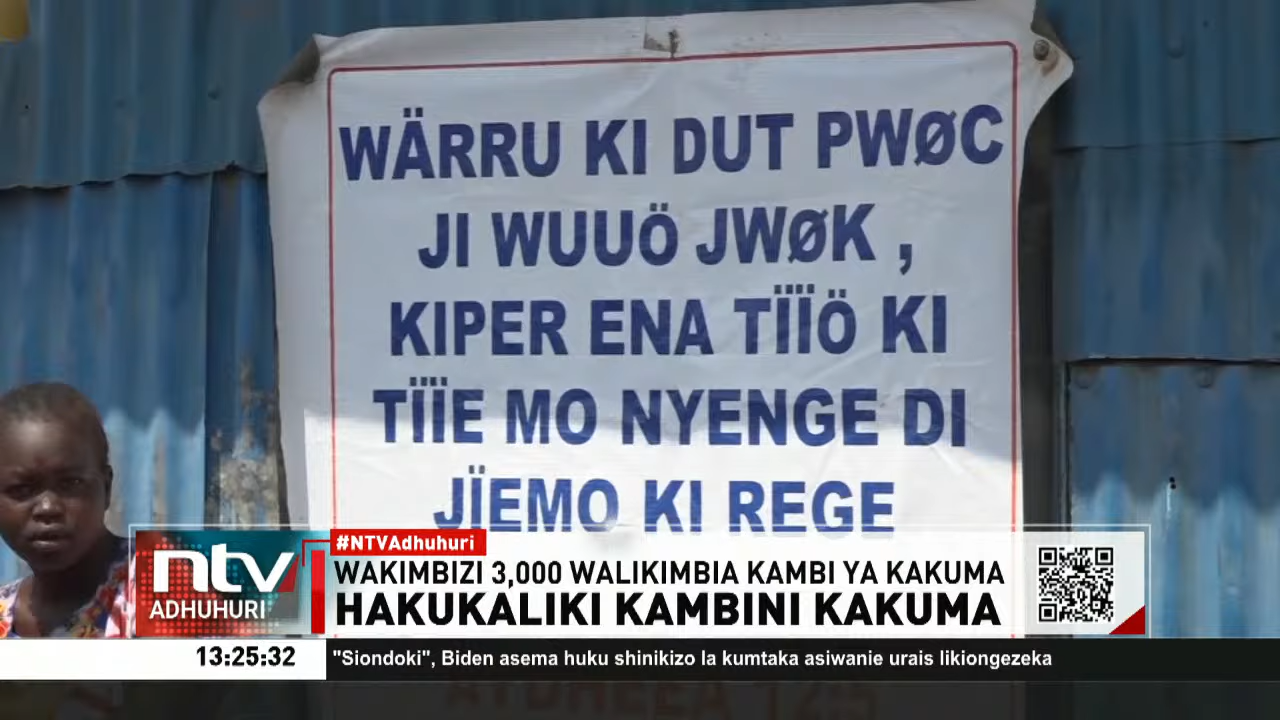 WÄRRU KI DUT PWØC
JI WUUÖ JWØK ,
KIPER ENA TÏÏÖ KI
TÏÏE MO NYENGE DI
JÏEMO KI REGE
#NTVAdhuhuri
ntv
ADHUHURI
WAKIMBIZI 3,000 WALIKIMBIA KAMBI YA KAKUMA
HAKUKALIKI KAMBINI KAKUMA
13:25:32
"Siondoki", Biden asema huku shinikizo la kumtaka asiwanie urais likiongezeka